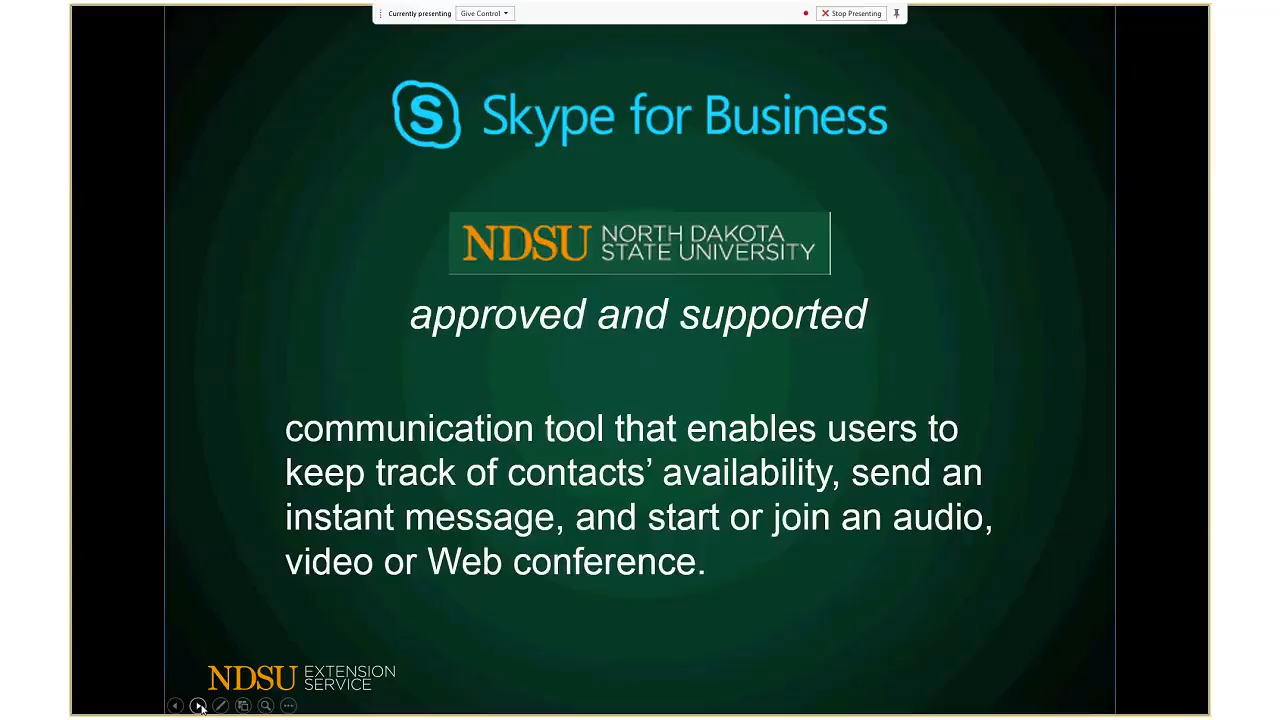 Currently presenting Give Control Stop Presenting
S Skype for Business
NDSU NORTH DAKOTA
STATE UNIVERSITY
approved and supported
communication tool that enables users to
keep track of contacts’ availability, send an
instant message, and start or join an audio,
video or Web conference.
NDSU EXTENSION
SERVICE